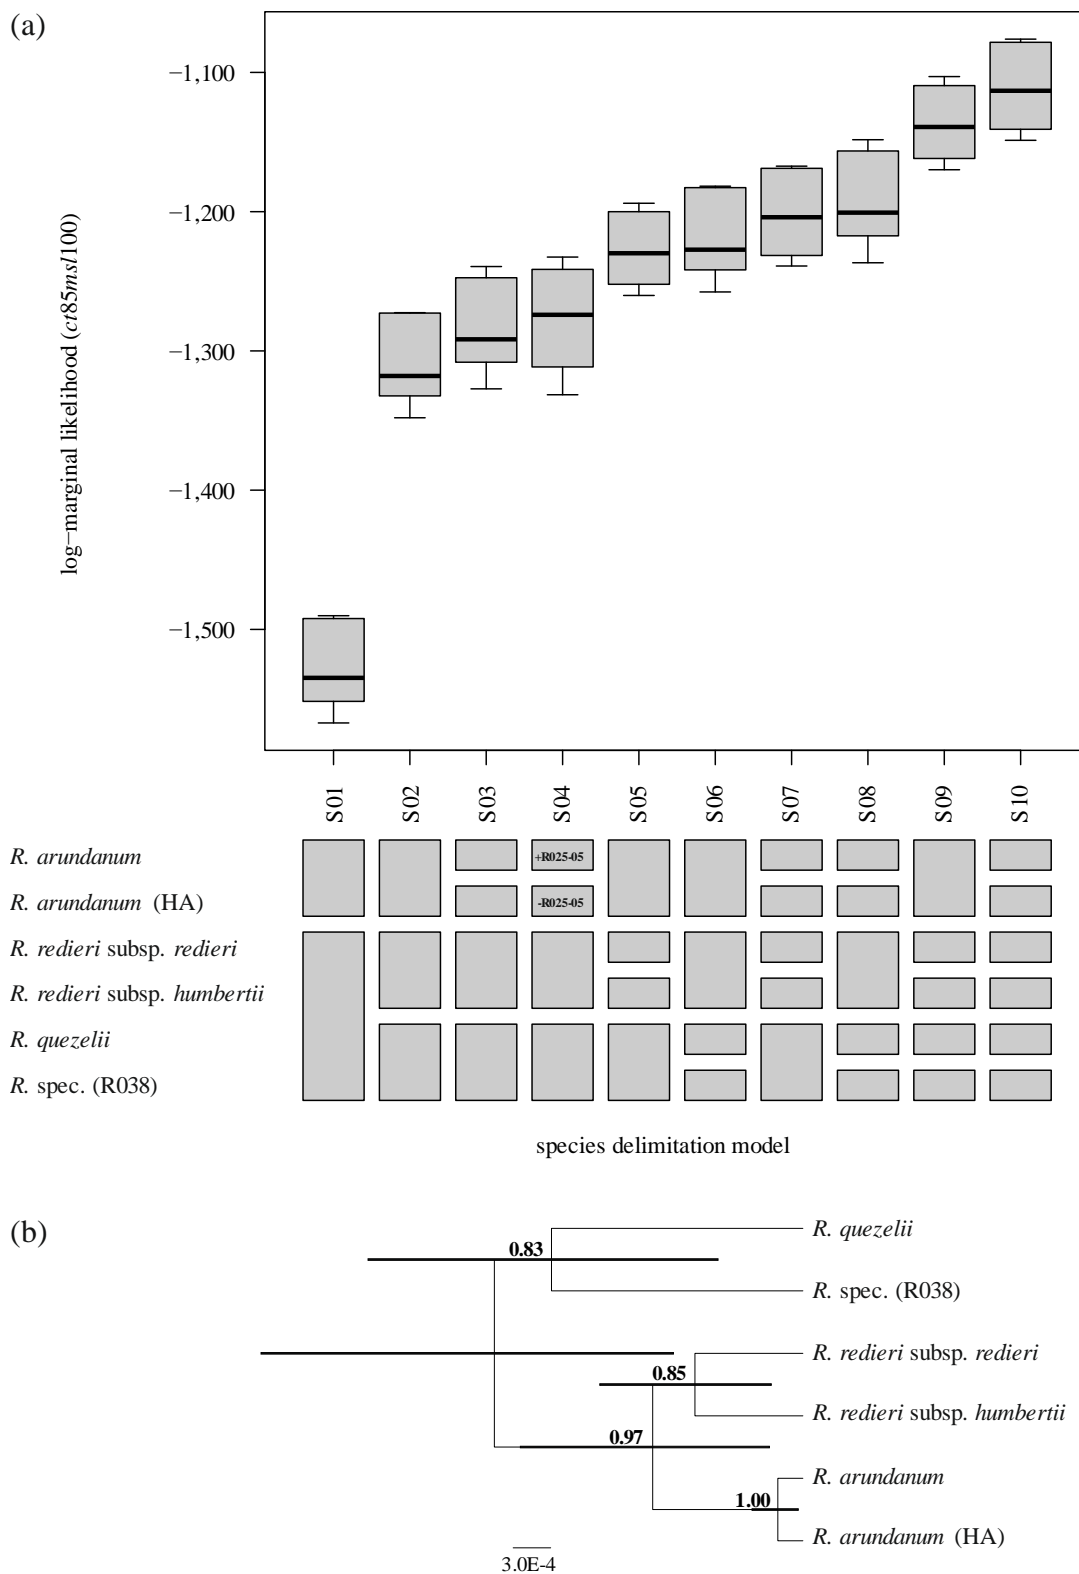 (a)
log−marginal likelihood (ct85msl100)
−1,100
−1,200
−1,300
−1,400
−1,500
S01 S02 S03 S04 S05 S06 S07 S08 S09 S10
R. arundanum +R025-05
R. arundanum (HA) -R025-05
R. redieri subsp. redieri
R. redieri subsp. humbertii
R. quezelii
R. spec. (R038)
species delimitation model
(b)
R. quezelii
0.83
R. spec. (R038)
R. redieri subsp. redieri
0.85
R. redieri subsp. humbertii
0.97
R. arundanum
1.00
R. arundanum (HA)
3.0E-4